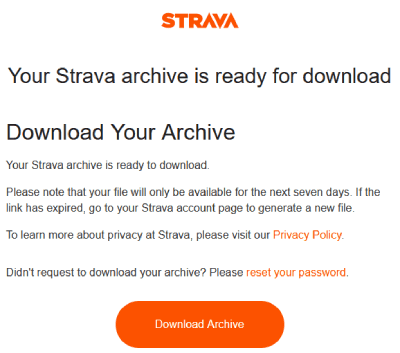 STRAVA
Your Strava archive is ready for download
Download Your Archive
Your Strava archive is ready to download.
Please note that your file will only be available for the next seven days. If the
link has expired, go to your Strava account page to generate a new file.
To learn more about privacy at Strava, please visit our Privacy Policy.
Didn't request to download your archive? Please reset your password.
Download Archive